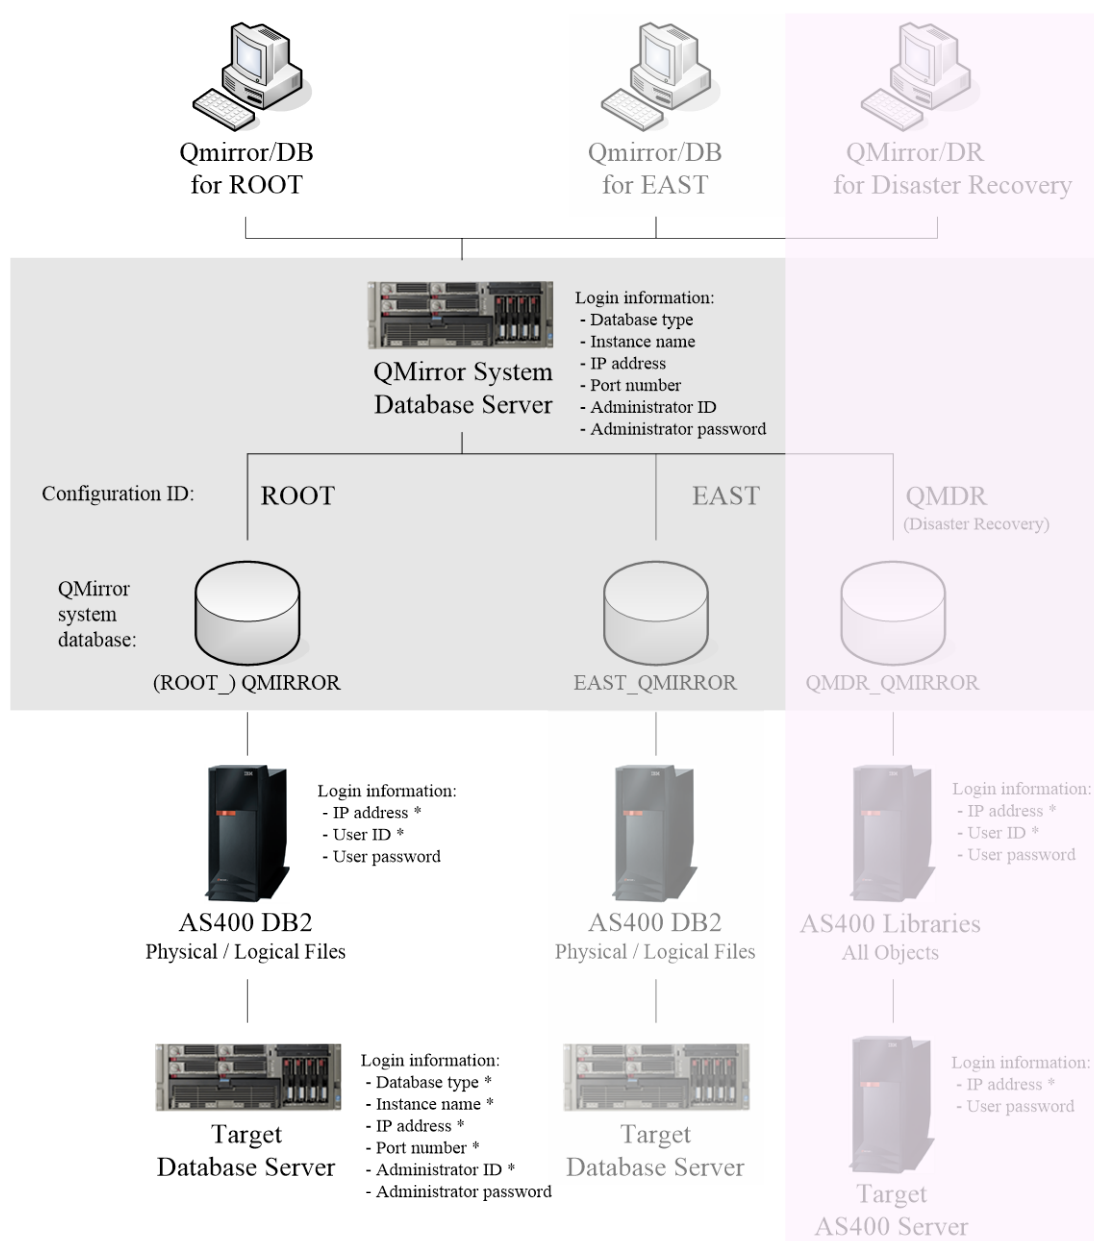 Qmirror/DB
for ROOT
Qmirror/DB
for EAST
QMirror/DR
for Disaster Recovery
QMirror System
Database Server
Login information:
- Database type
- Instance name
- IP address
- Port number
- Administrator ID
- Administrator password
Configuration ID:
ROOT
EAST
QMDR
(Disaster Recovery)
QMirror
system
database:
(ROOT_) QMIRROR
EAST_QMIRROR
QMDR_QMIRROR
Login information:
- IP address *
- User ID *
- User password
AS400 DB2
Physical / Logical Files
AS400 DB2
Physical / Logical Files
Login information:
- IP address *
- User ID *
- User password
AS400 Libraries
All Objects
Login information:
- Database type *
- Instance name *
- IP address *
- Port number *
- Administrator ID *
- Administrator password
Target
Database Server
Target
Database Server
Login information:
- IP address *
- User password
Target
AS400 Server